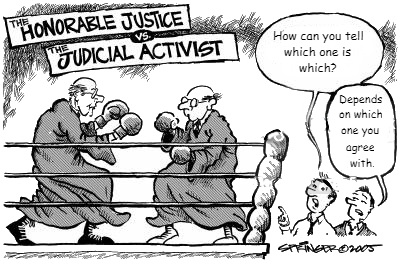 THE HONORABLE JUSTICE
VS.
THE JUDICIAL ACTIVIST
How can you tell
which one is
which?
Depends
on which
one you
agree
with.
SPRINGER©2005